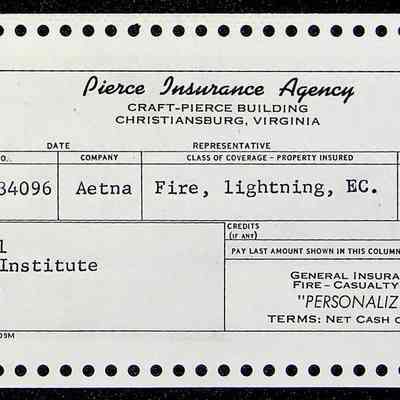 Pierce Insurance Agency
CRAFT-PIERCE BUILDING
CHRISTIANSBURG, VIRGINIA
DATE REPRESENTATIVE
NO.. COMPANY CLASS OF COVERAGE - PROPERTY INSURED
34096 Aetna Fire, lightning, EC.
CREDITS
(IF ANY)
PAY LAST AMOUNT SHOWN IN THIS COLUMN
Institute
GENERAL INSURA
FIRE - CASUALTY
"PERSONALIZ
TERMS: NET CASH
09M